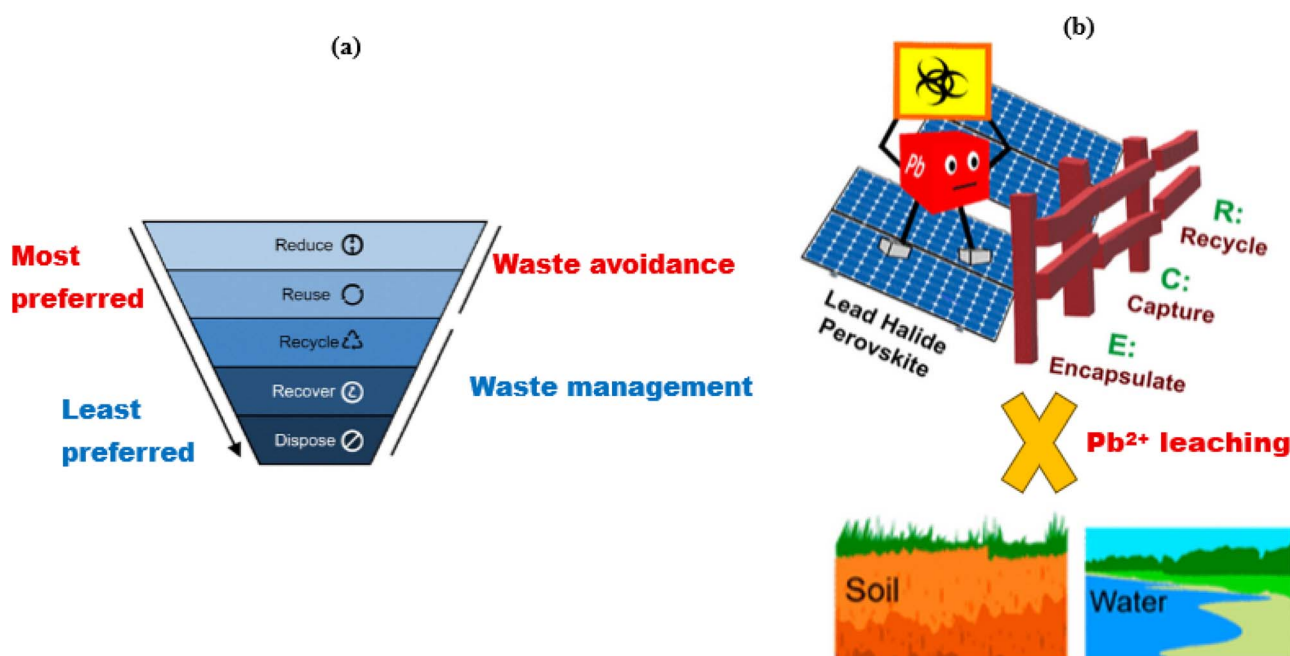 (a)
Most
preferred
Least
preferred
Reduce
Reuse
Recycle
Recover
Dispose
Waste avoidance
Waste management
(b)
Pb
Lead Halide
Perovskite
R:
Recycle
C:
Capture
E:
Encapsulate
Pb²⁺ leaching
Soil
Water